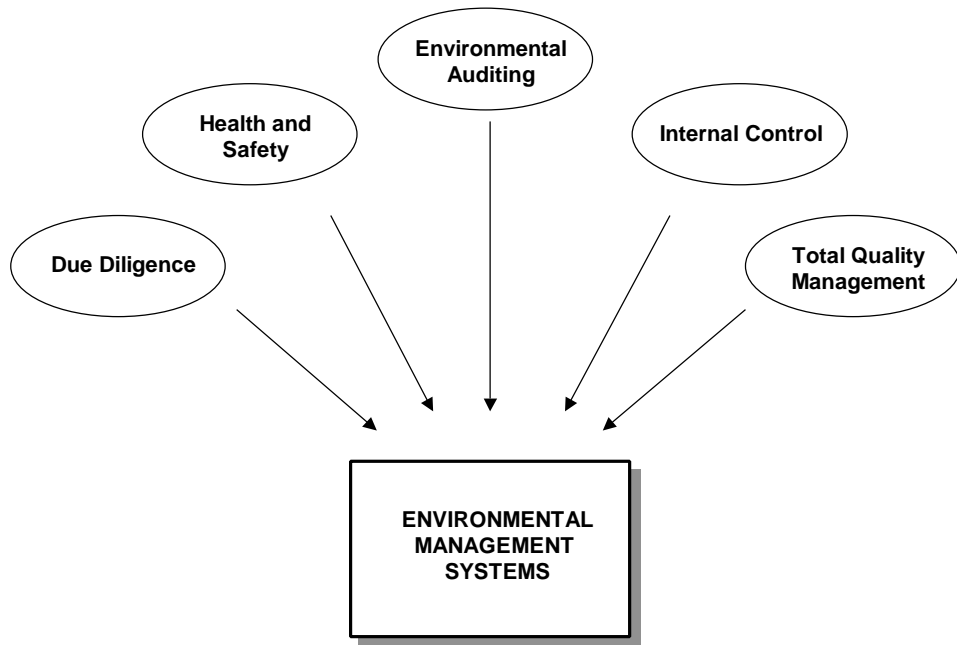 Environmental
Auditing
Health and
Safety
Internal Control
Due Diligence
Total Quality
Management
ENVIRONMENTAL
MANAGEMENT
SYSTEMS